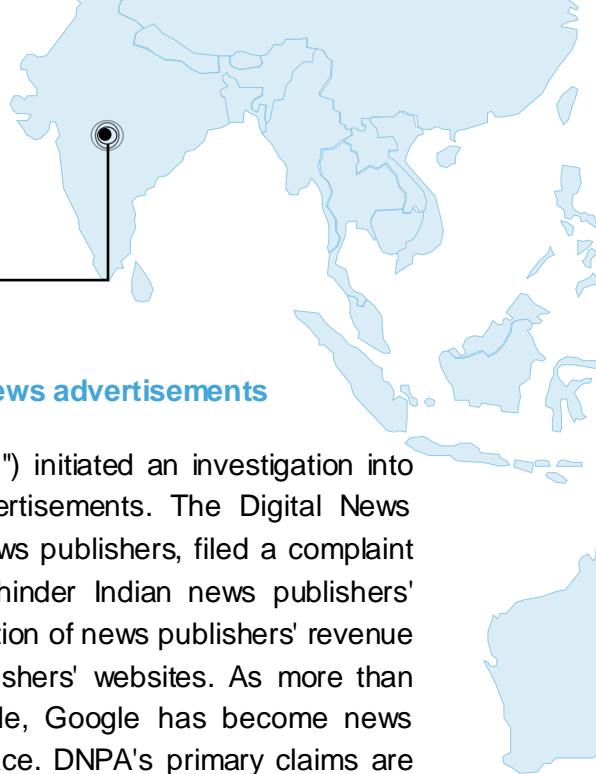 ews advertisements
") initiated an investigation into
ertisements. The Digital News
ws publishers, filed a complaint
hinder Indian news publishers'
tion of news publishers' revenue
shers' websites. As more than
le, Google has become news
ce. DNPA's primary claims are